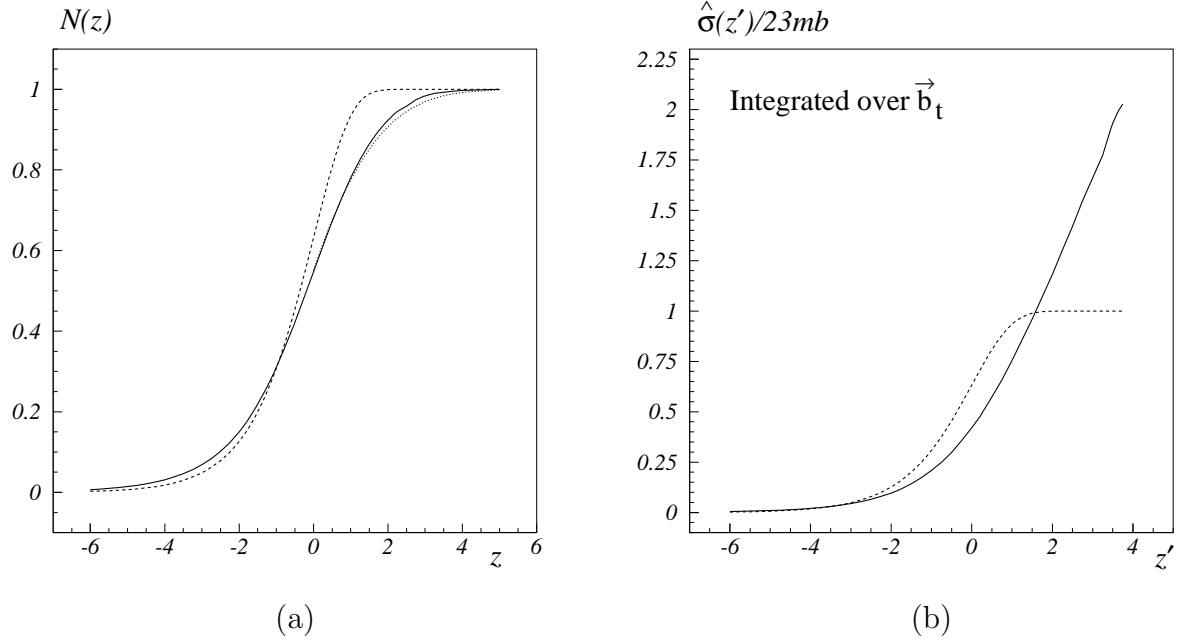 N(z)
1
0.8
0.6
0.4
0.2
0
-6 -4 -2 0 2 4 6
z
(a)
σ̂(z′)/23mb
Integrated over b⃗_t
2.25
2
1.75
1.5
1.25
1
0.75
0.5
0.25
0
-6 -4 -2 0 2 4
z′
(b)